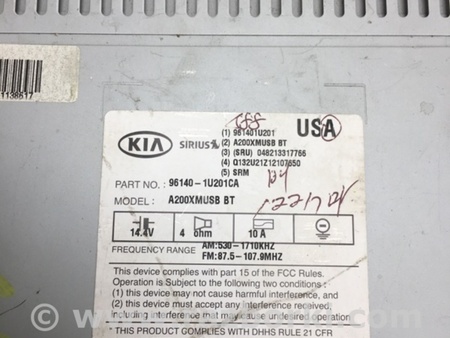 1138517
USA
(1) 961401U201
KIA SIRIUS (2) A200XMUSB BT
(3) (SRU) 048213317766
(4) Q132U21Z12107650
(5) SRM
PART NO. : 96140 - 1U201CA
MODEL : A200XMUSB BT
14.4V 4 ohm 10 A
FREQUENCY RANGE AM:530 - 1710KHZ
FM:87.5 - 107.9MHZ
This device complies with part 15 of the FCC Rules.
Operation is Subject to the following two conditions :
(1) this device may not cause harmful interference, and
(2) this device must accept any interference received,
including interference that may cause undesired
* THIS PRODUCT COMPLIES WITH DHHS RULE 21 CFR